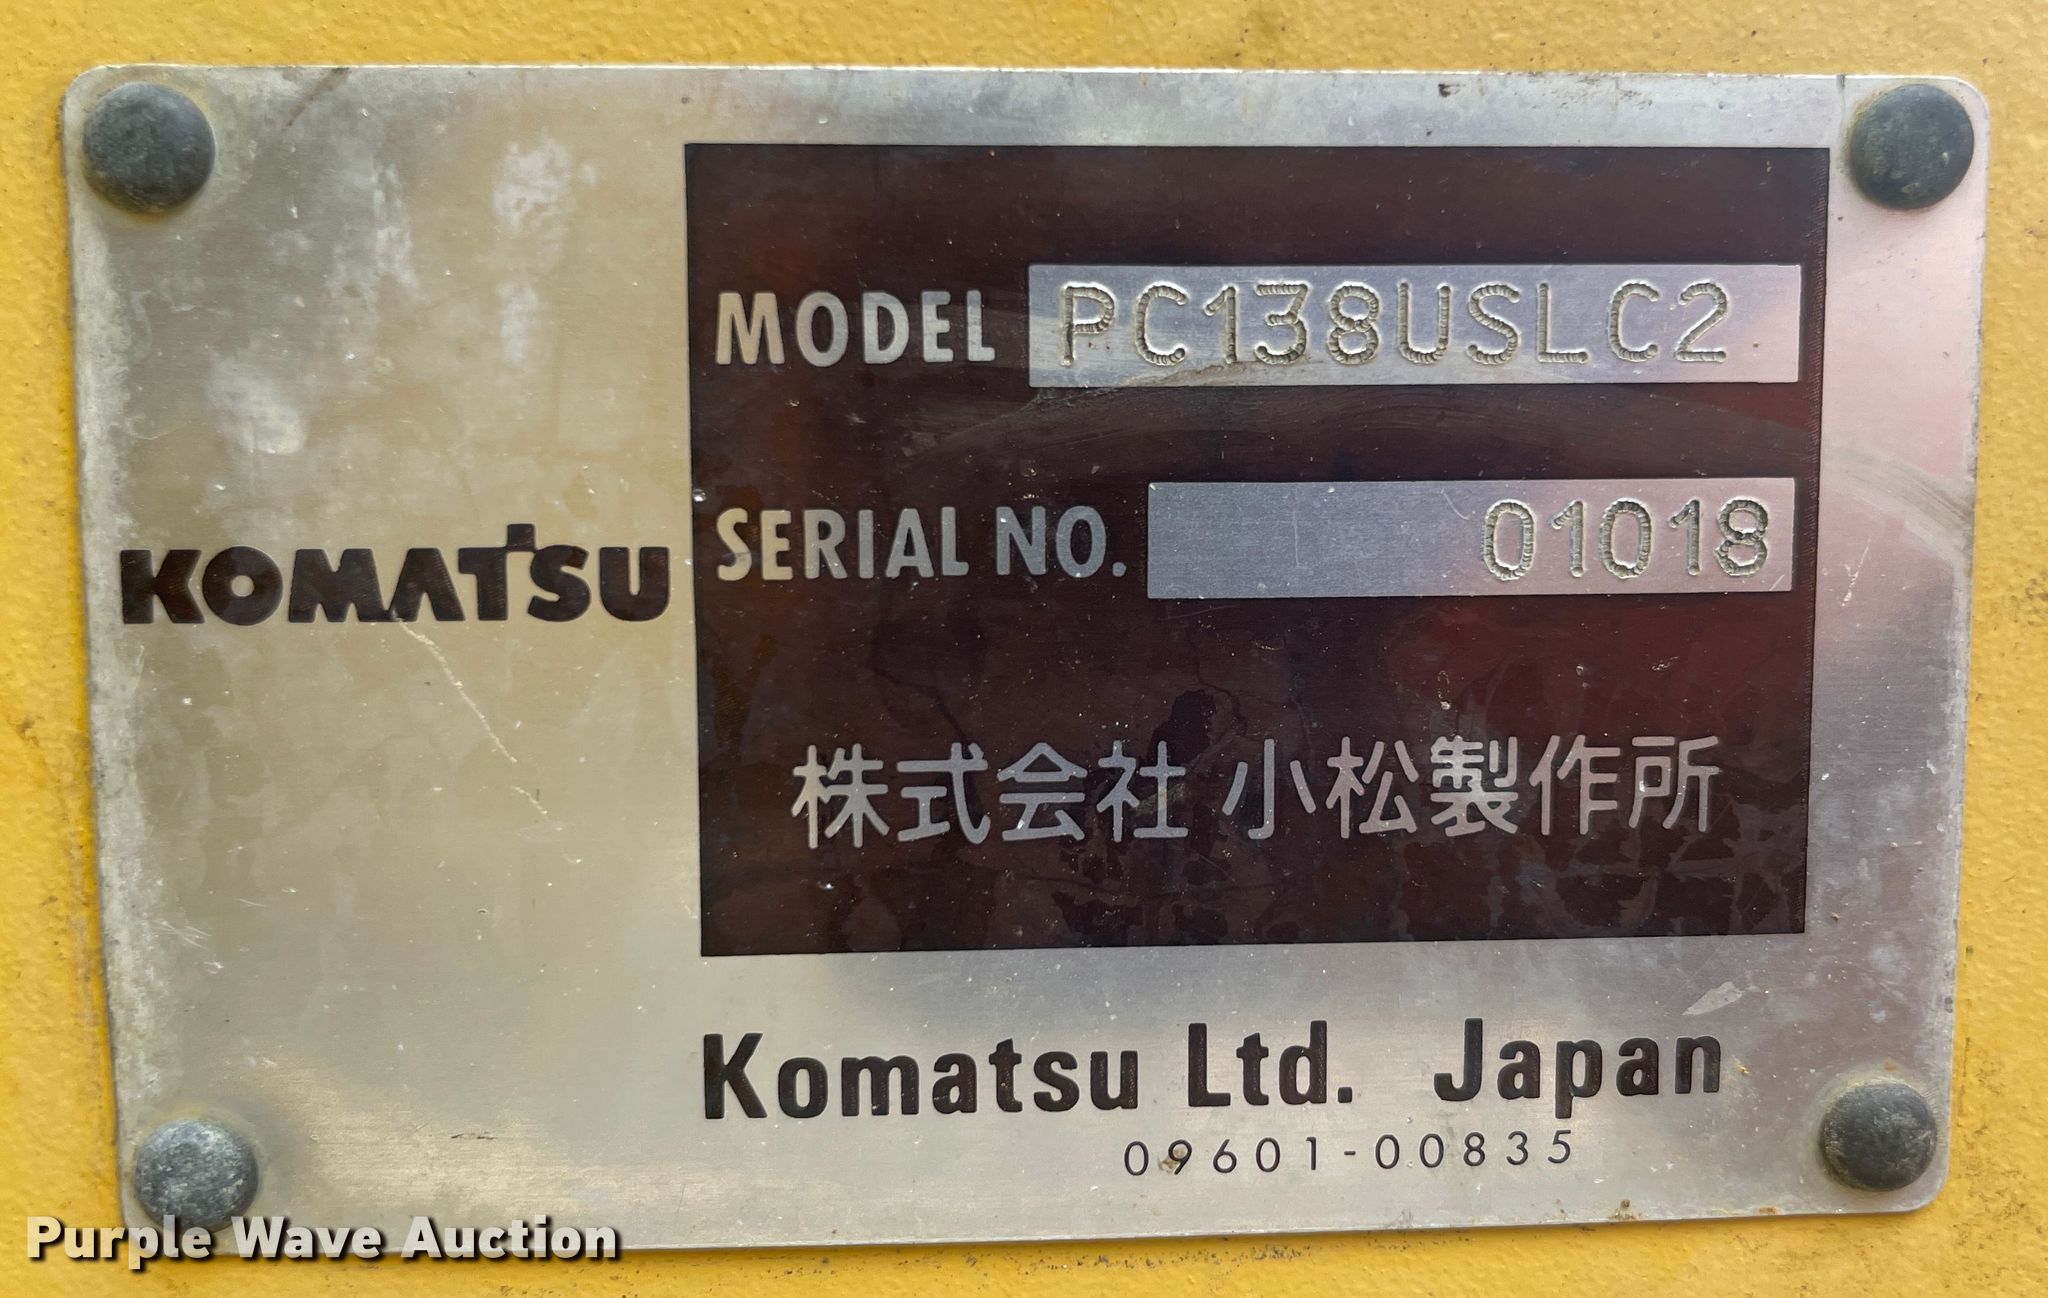 MODEL PC138USLC2
SERIAL NO. 01018
KOMATSU
株式会社 小松製作所
Komatsu Ltd. Japan
09601-00835
Purple Wave Auction